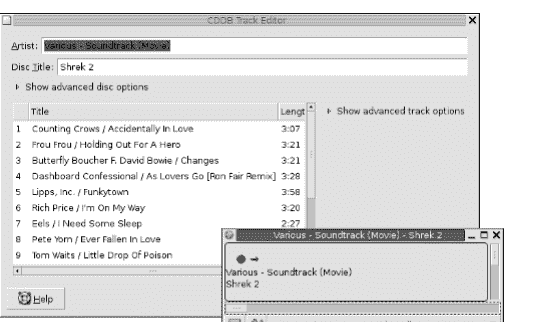 CDDB Track Editor
Artist: Various - Soundtrack (Movie)
Disc Title: Shrek 2
Show advanced disc options
Title Lengt Show advanced track options
1 Counting Crows / Accidentally In Love 3:07
2 Frou Frou / Holding Out For A Hero 3:21
3 Butterfly Boucher F. David Bowie / Changes 3:21
4 Dashboard Confessional / As Lovers Go [Ron Fair Remix] 3:28
5 Lipps, Inc. / Funkytown 3:58
6 Rich Price / I'm On My Way 3:20
7 Eels / I Need Some Sleep 2:27
8 Pete Yorn / Ever Fallen In Love
9 Tom Waits / Little Drop Of Poison
Help
Various - Soundtrack (Movie) - Shrek 2
Various - Soundtrack (Movie)
Shrek 2